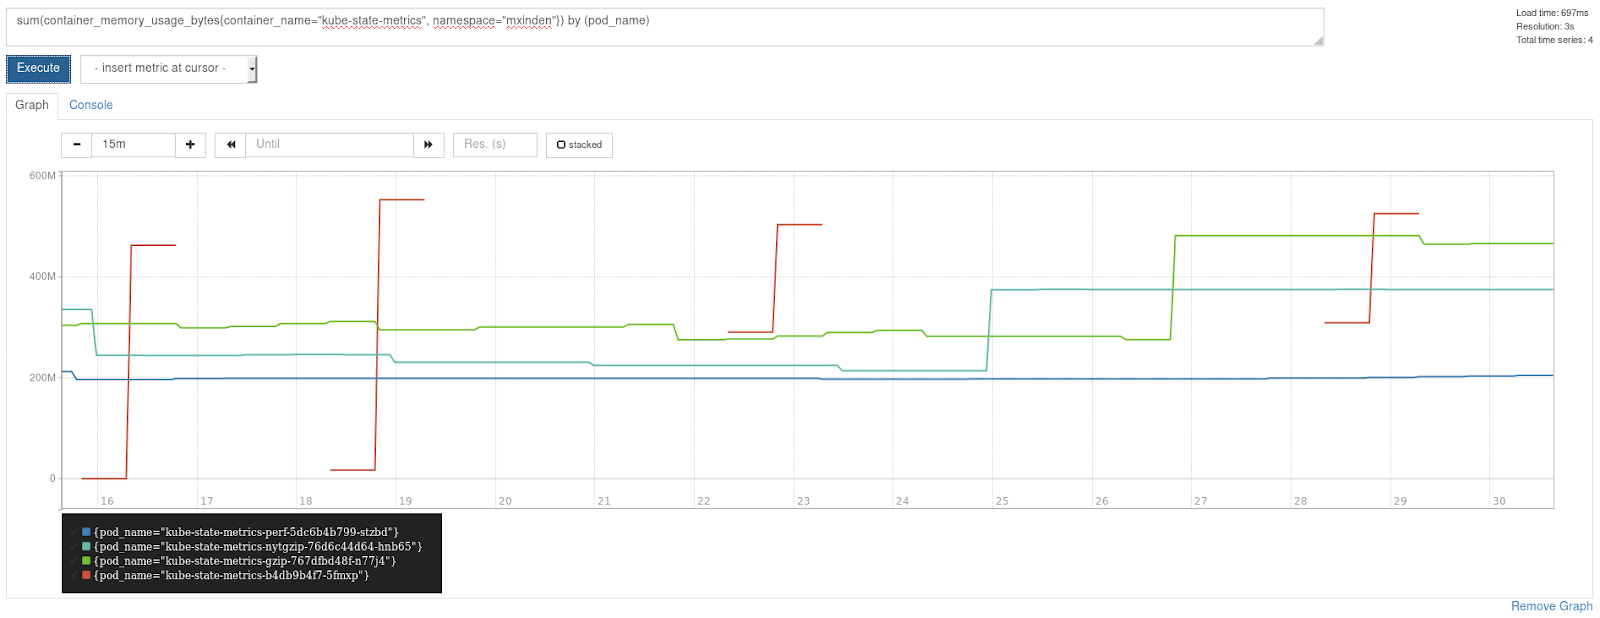 sum(container_memory_usage_bytes{container_name="kube-state-metrics", namespace="mxinden"}) by (pod_name)
Load time: 697ms
Resolution: 3s
Total time series: 4
Execute
- insert metric at cursor -
Graph
Console
15m
Until
Res. (s)
stacked
600M
400M
200M
0
16 17 18 19 20 21 22 23 24 25 26 27 28 29 30
{pod_name="kube-state-metrics-perf-5dc6b4b799-stzbd"}
{pod_name="kube-state-metrics-nytgzip-76d6c44d64-hnb65"}
{pod_name="kube-state-metrics-gzip-767dfbd48f-n77j4"}
{pod_name="kube-state-metrics-b4db9b4f7-5fmxp"}
Remove Graph